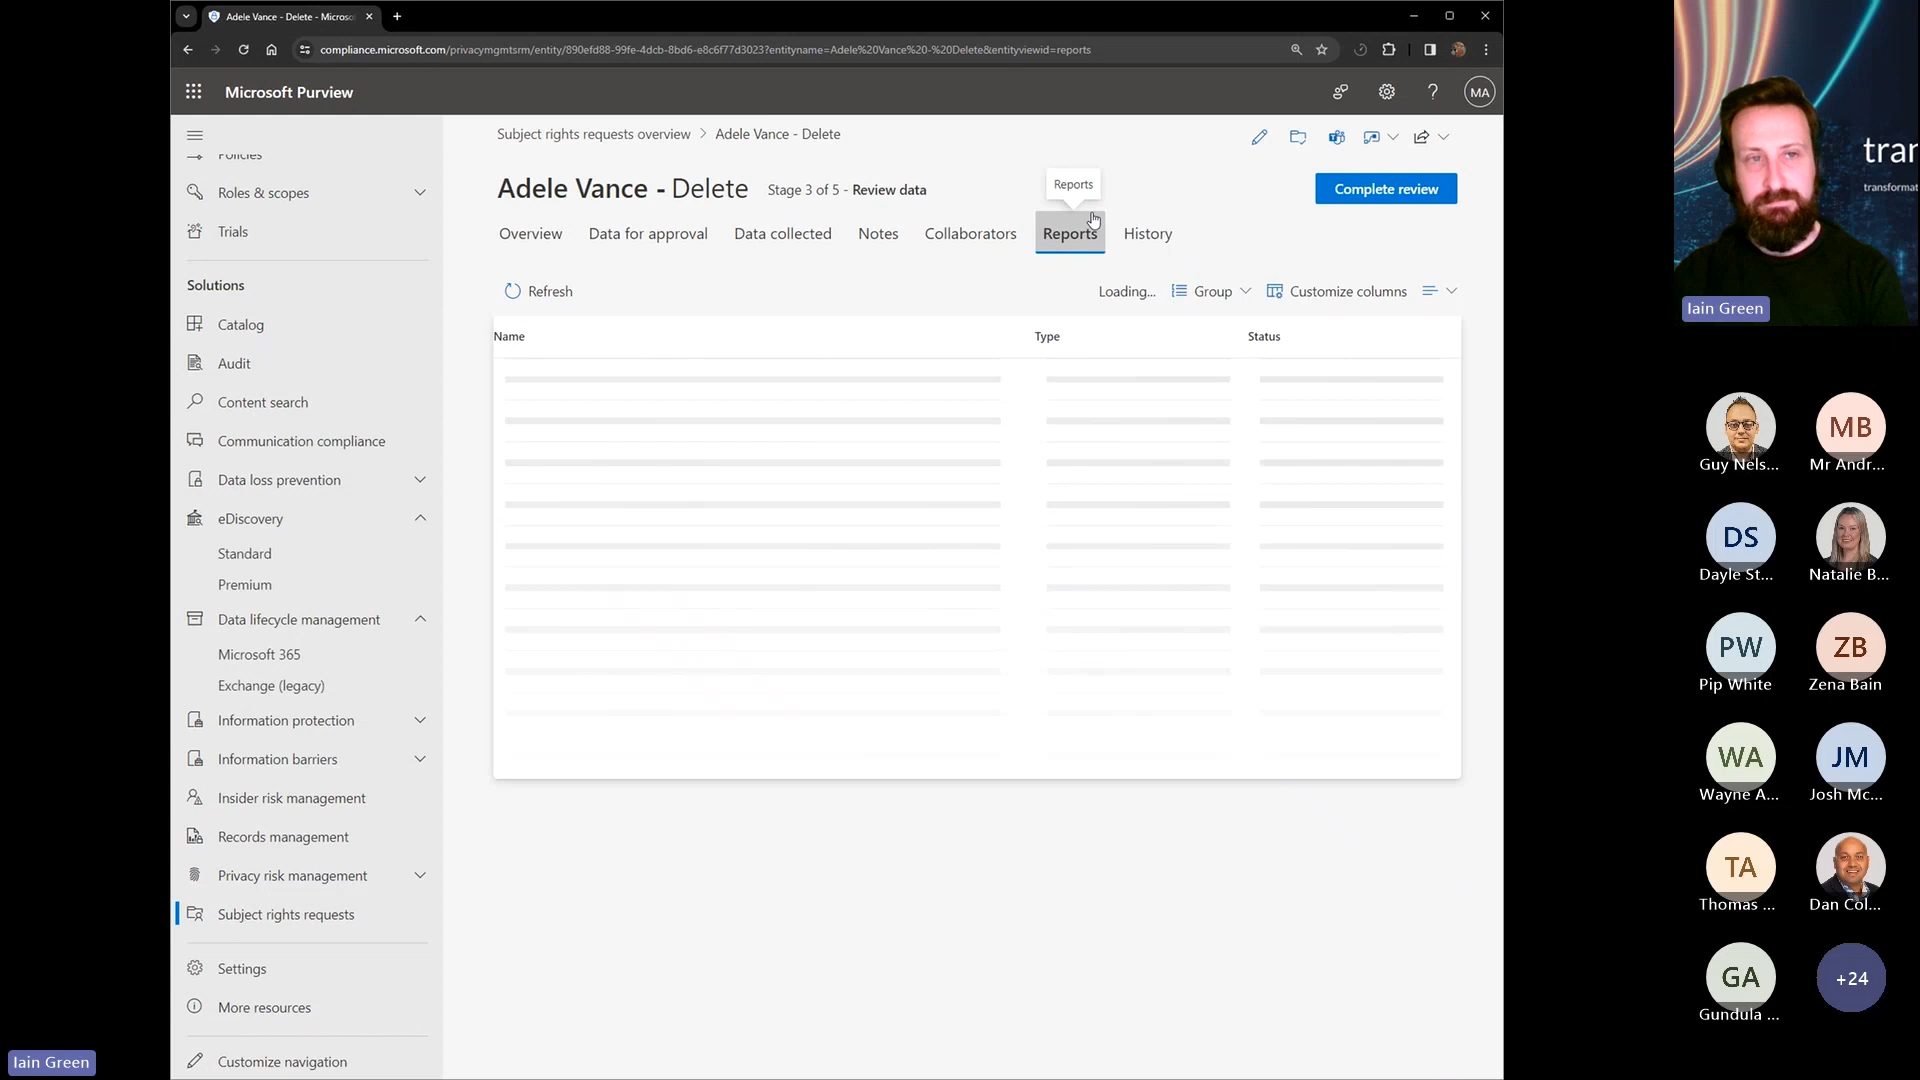 Adele Vance - Delete - Microso
compliance.microsoft.com/privacymgmtsrm/entity/890efd88-99fe-4dcb-8bd6-e8c6f77d3023?entityname=Adele%20Vance%20-%20Delete&entityviewid=reports
Microsoft Purview
MA
Policies
Roles & scopes
Trials
Solutions
Catalog
Audit
Content search
Communication compliance
Data loss prevention
eDiscovery
Standard
Premium
Data lifecycle management
Microsoft 365
Exchange (legacy)
Information protection
Information barriers
Insider risk management
Records management
Privacy risk management
Subject rights requests
Settings
More resources
Customize navigation
Subject rights requests overview > Adele Vance - Delete
Adele Vance - Delete Stage 3 of 5 - Review data
Reports
Complete review
Overview Data for approval Data collected Notes Collaborators Reports History
Refresh Loading... Group Customize columns
Name Type Status
tran
transformat
Iain Green
MB
Guy Nels... Mr Andr...
DS
Dayle St... Natalie B...
PW ZB
Pip White Zena Bain
WA JM
Wayne A... Josh Mc...
TA
Thomas ... Dan Col...
GA +24
Gundula ...
Iain Green